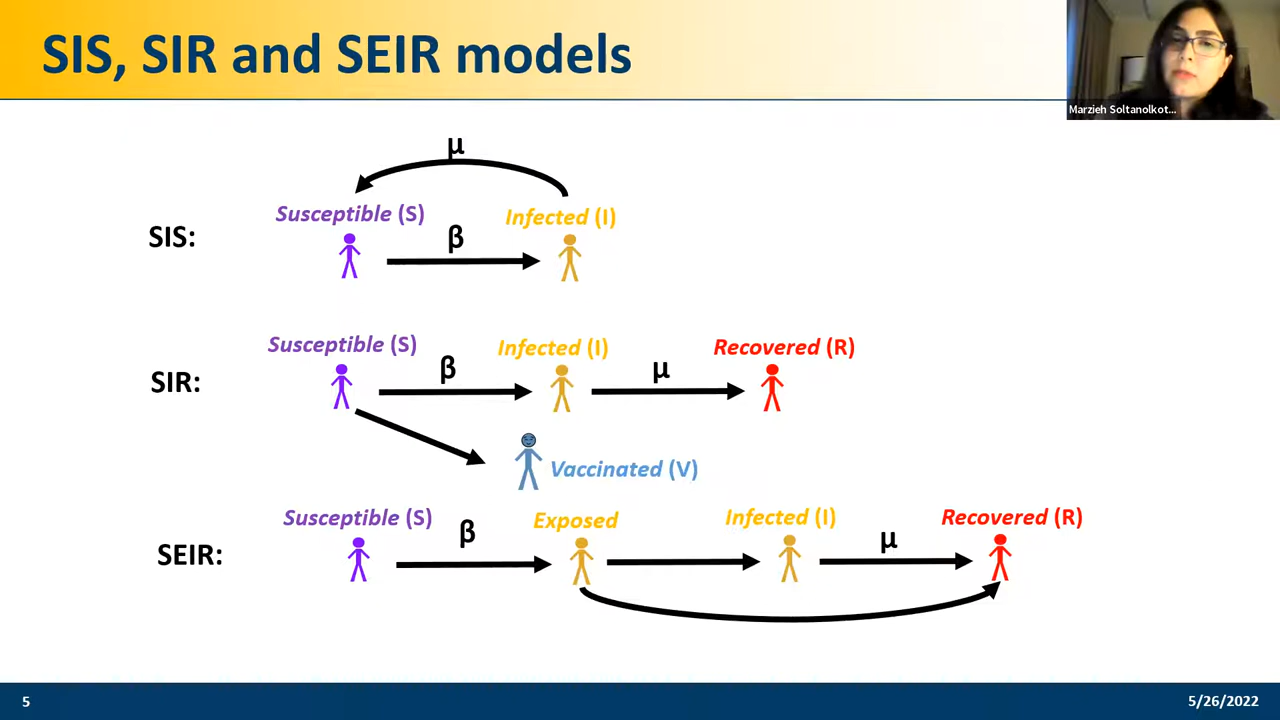 SIS, SIR and SEIR models
Marzieh Soltanolkot...
μ
Susceptible (S)
Infected (I)
SIS:
β
Susceptible (S)
Infected (I)
Recovered (R)
SIR:
β
μ
Vaccinated (V)
Susceptible (S)
Exposed
Infected (I)
Recovered (R)
SEIR:
β
μ
5
5/26/2022